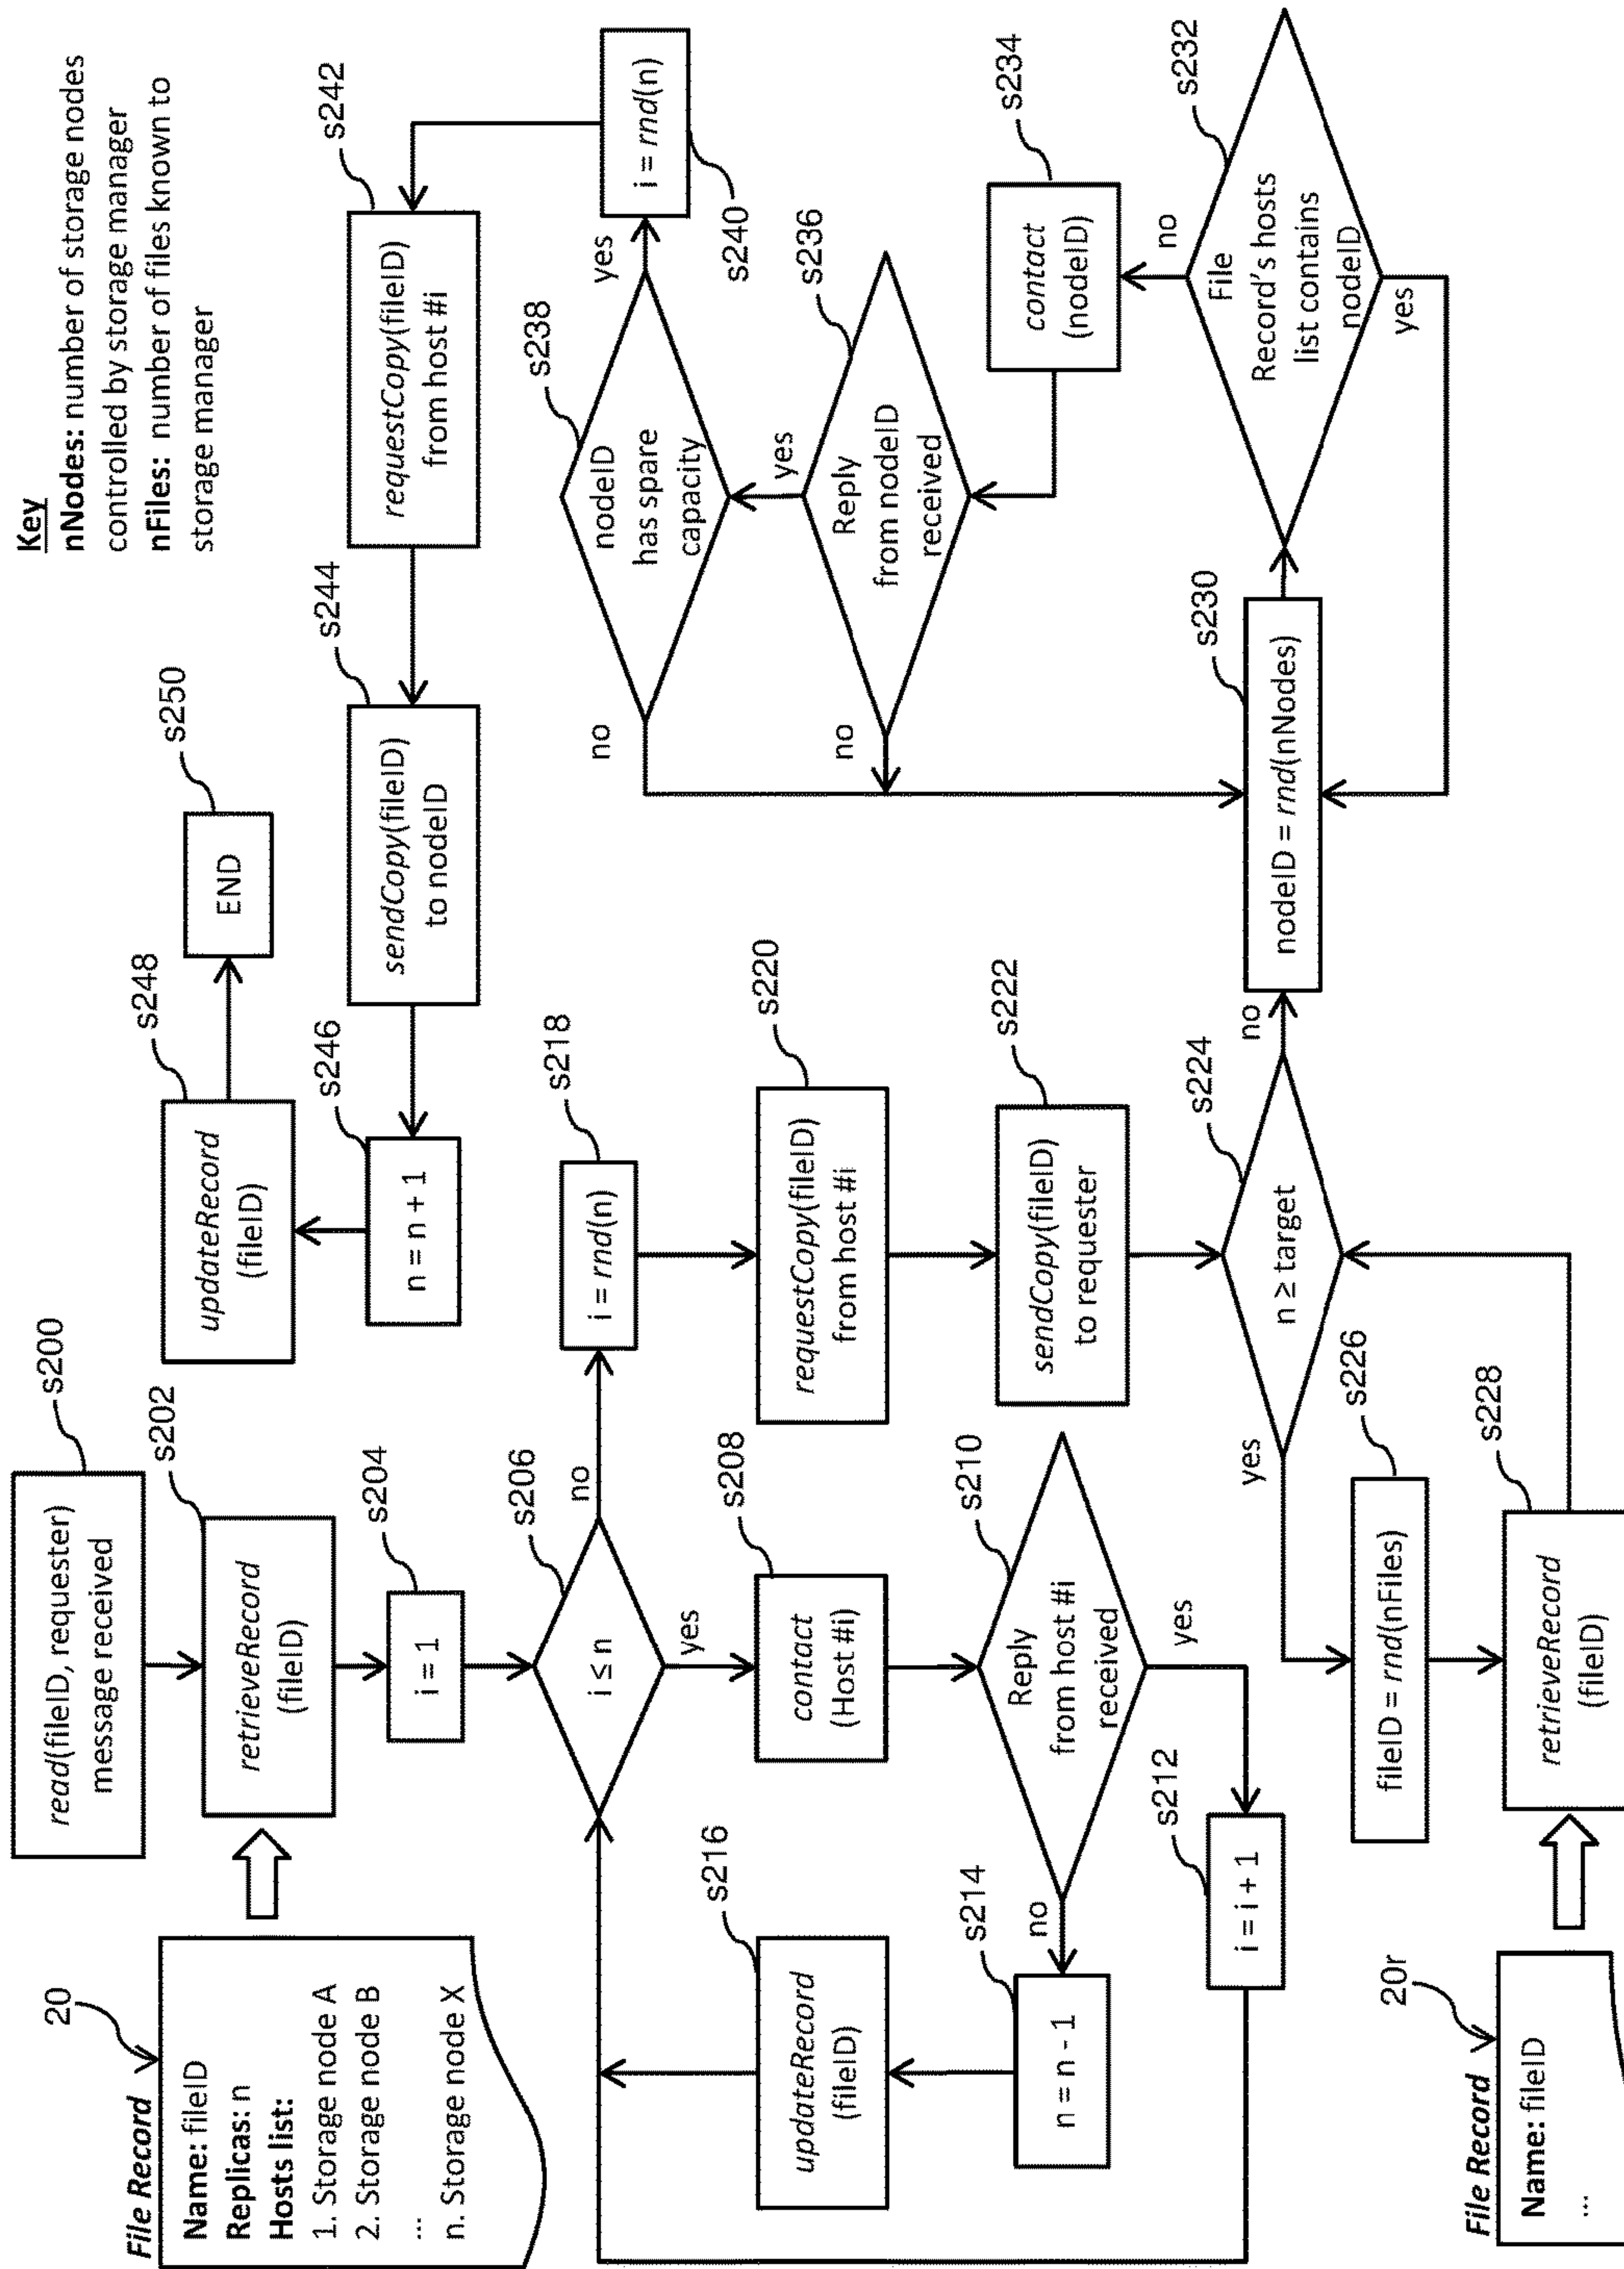 Key
nNodes: number of storage nodes
controlled by storage manager
nFiles: number of files known to
storage manager
20
File Record
Name: fileID
Replicas: n
Hosts list:
1. Storage node A
2. Storage node B
...
n. Storage node X
s200
read(fileID, requester)
message received
s202
retrieveRecord
(fileID)
s204
i = 1
s206
i ≤ n
yes
no
s208
contact
(Host #i)
s210
Reply
from host #i
received
yes
no
s212
i = i + 1
s214
n = n - 1
s216
updateRecord
(fileID)
s218
i = rnd(n)
s220
requestCopy(fileID)
from host #i
s222
sendCopy(fileID)
to requester
s224
n ≥ target
yes
no
s226
fileID = rnd(nFiles)
s228
retrieveRecord
(fileID)
20r
File Record
Name: fileID
...
s230
nodeID = rnd(nNodes)
s232
File
Record's hosts
list contains
nodeID
yes
no
s234
contact
(nodeID)
s236
Reply
from nodeID
received
yes
no
s238
nodeID
has spare
capacity
yes
no
s240
i = rnd(n)
s242
requestCopy(fileID)
from host #i
s244
sendCopy(fileID)
to nodeID
s246
n = n + 1
s248
updateRecord
(fileID)
s250
END